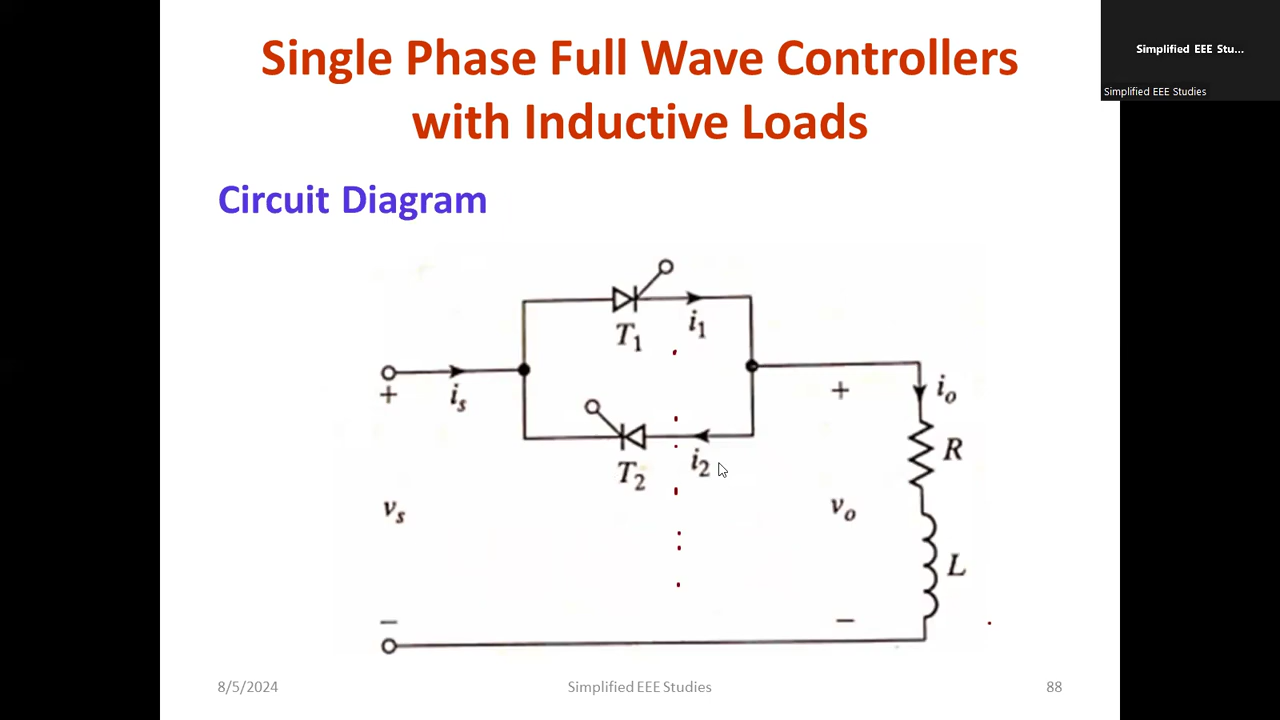 Single Phase Full Wave Controllers
with Inductive Loads
Simplified EEE Stu...
Simplified EEE Studies
Circuit Diagram
T1
i1
+
is
+
io
R
i2
T2
vs
vo
L
−
−
8/5/2024
Simplified EEE Studies
88